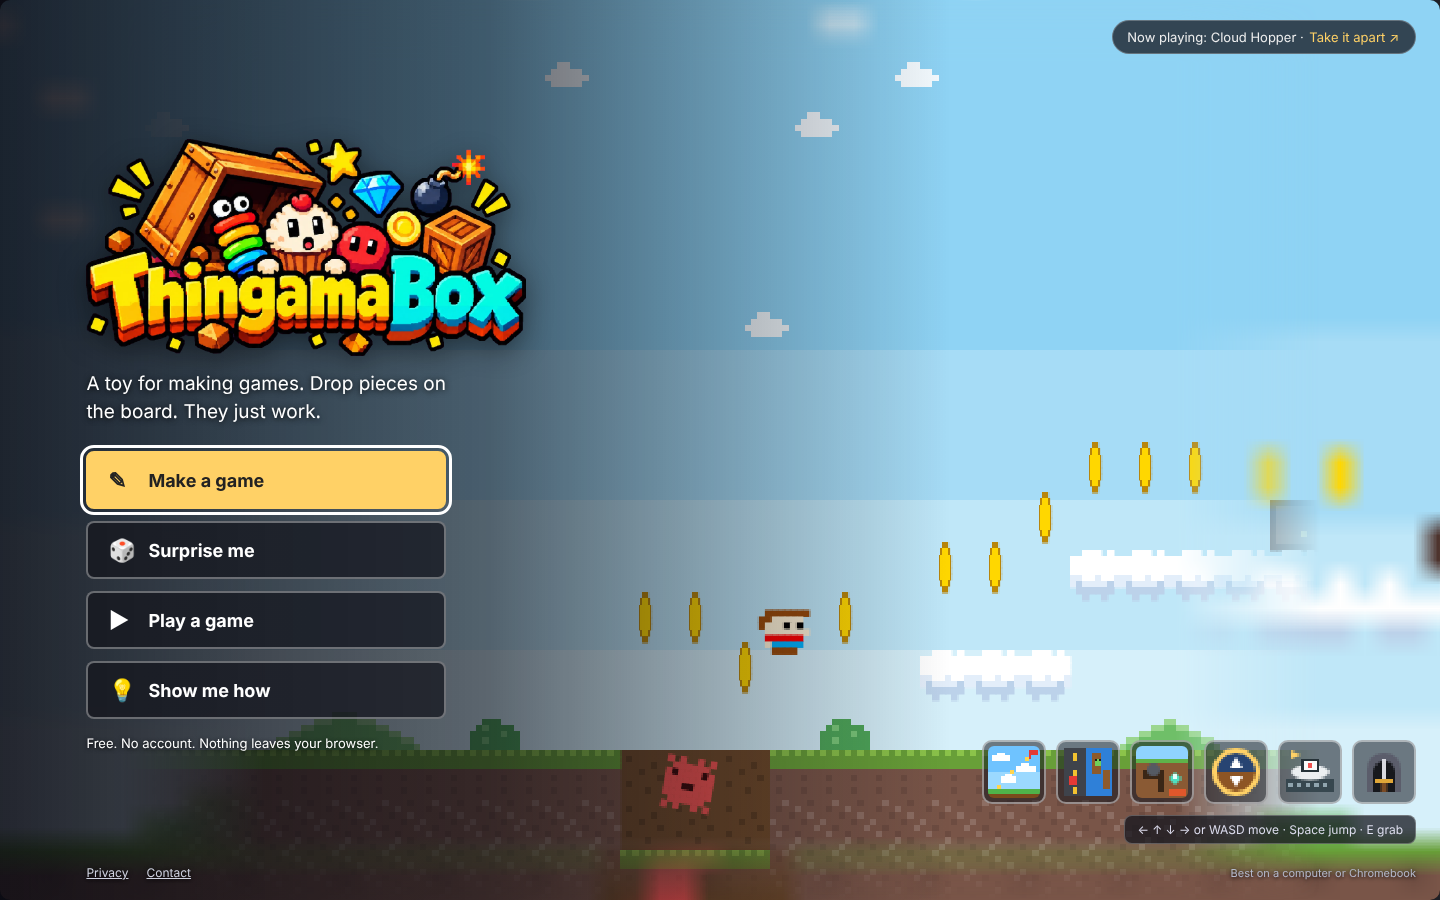 Now playing: Cloud Hopper · Take it apart ↗
ThingamaBox
A toy for making games. Drop pieces on
the board. They just work.
Make a game
Surprise me
Play a game
Show me how
Free. No account. Nothing leaves your browser.
← ↑ ↓ → or WASD move · Space jump · E grab
Privacy Contact
Best on a computer or Chromebook